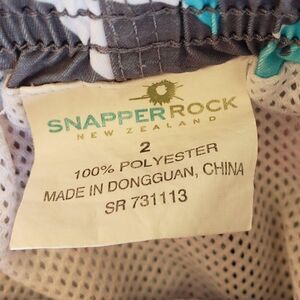 SNAPPER ROCK
NEW ZEALAND
2
100% POLYESTER
MADE IN DONGGUAN, CHINA
SR 731113